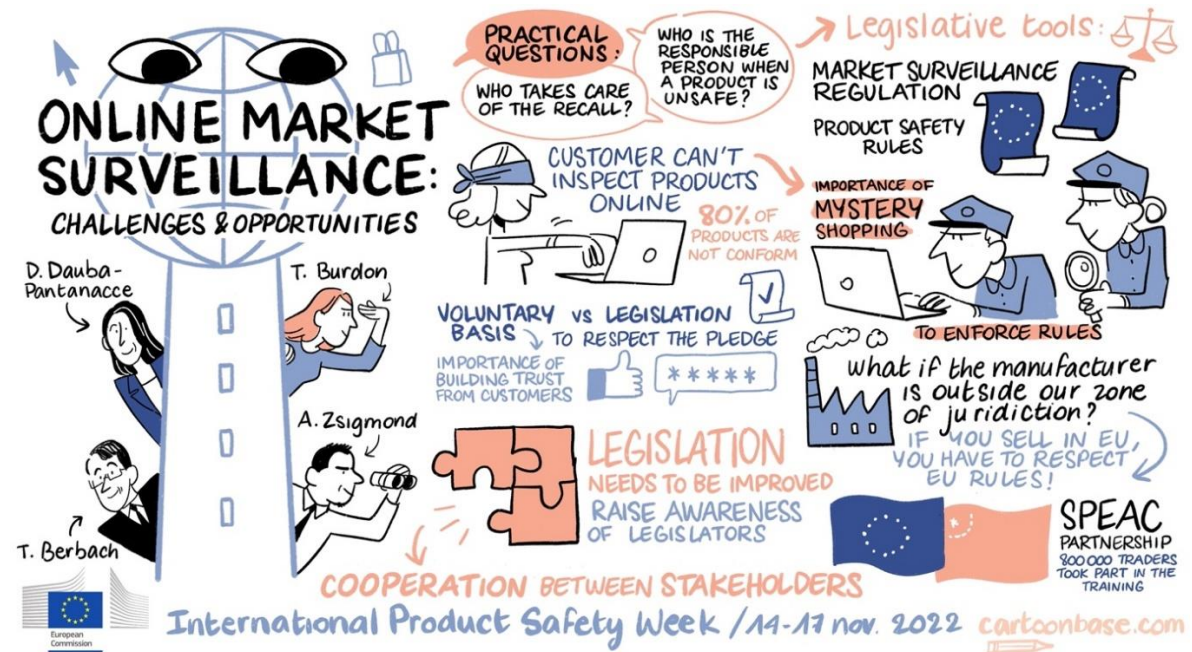 ONLINE MARKET
SURVEILLANCE:
CHALLENGES & OPPORTUNITIES
D. Dauba-
Pantanacce
T. Burdon
A. Zsigmond
T. Berbach
European
Commission
PRACTICAL
QUESTIONS:
WHO TAKES CARE
OF THE RECALL?
WHO IS THE
RESPONSIBLE
PERSON WHEN
A PRODUCT IS
UNSAFE?
CUSTOMER CAN'T
INSPECT PRODUCTS
ONLINE
80% OF
PRODUCTS ARE
NOT CONFORM
VOLUNTARY
BASIS
VS LEGISLATION
TO RESPECT THE PLEDGE
IMPORTANCE OF
BUILDING TRUST
FROM CUSTOMERS
*****
LEGISLATION
NEEDS TO BE IMPROVED
RAISE AWARENESS
OF LEGISLATORS
COOPERATION BETWEEN STAKEHOLDERS
Legislative tools:
MARKET SURVEILLANCE
REGULATION
PRODUCT SAFETY
RULES
IMPORTANCE OF
MYSTERY
SHOPPING
TO ENFORCE RULES
what if the manufacturer
is outside our zone
of juridiction?
IF YOU SELL IN EU,
YOU HAVE TO RESPECT
EU RULES!
SPEAC
PARTNERSHIP
800 000 TRADERS
TOOK PART IN THE
TRAINING
International Product Safety Week / 14-17 nov. 2022
cartoonbase.com